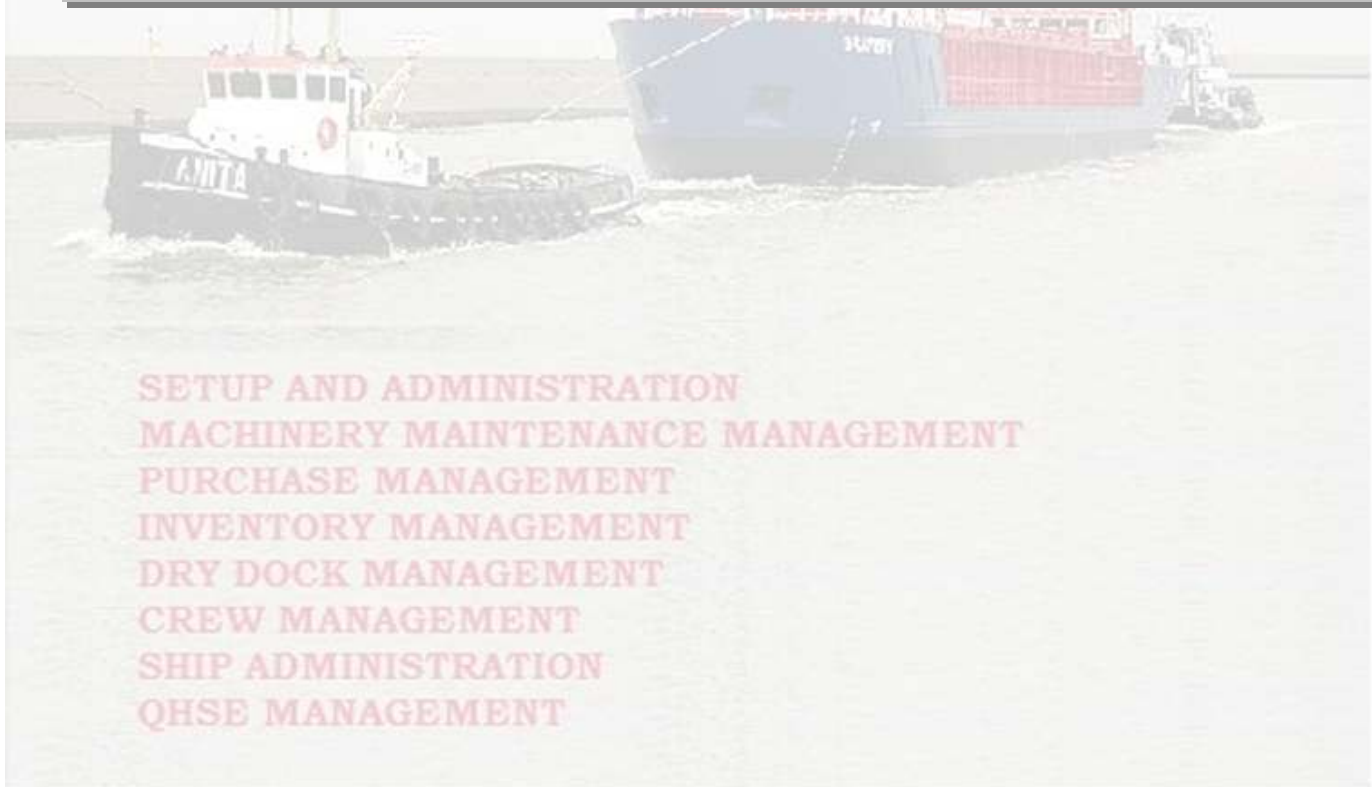 ANITA
SETUP AND ADMINISTRATION
MACHINERY MAINTENANCE MANAGEMENT
PURCHASE MANAGEMENT
INVENTORY MANAGEMENT
DRY DOCK MANAGEMENT
CREW MANAGEMENT
SHIP ADMINISTRATION
QHSE MANAGEMENT